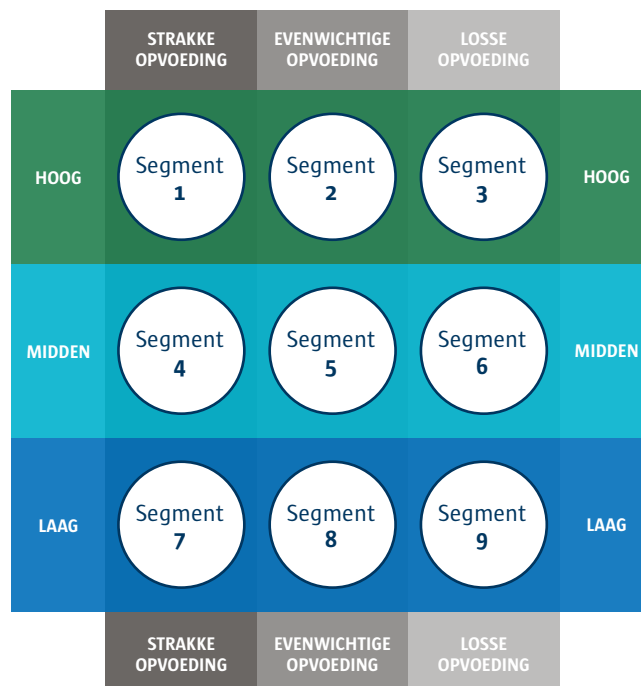 STRAKKE
OPVOEDING
EVENWICHTIGE
OPVOEDING
LOSSE
OPVOEDING
HOOG
Segment
1
Segment
2
Segment
3
HOOG
MIDDEN
Segment
4
Segment
5
Segment
6
MIDDEN
LAAG
Segment
7
Segment
8
Segment
9
LAAG
STRAKKE
OPVOEDING
EVENWICHTIGE
OPVOEDING
LOSSE
OPVOEDING